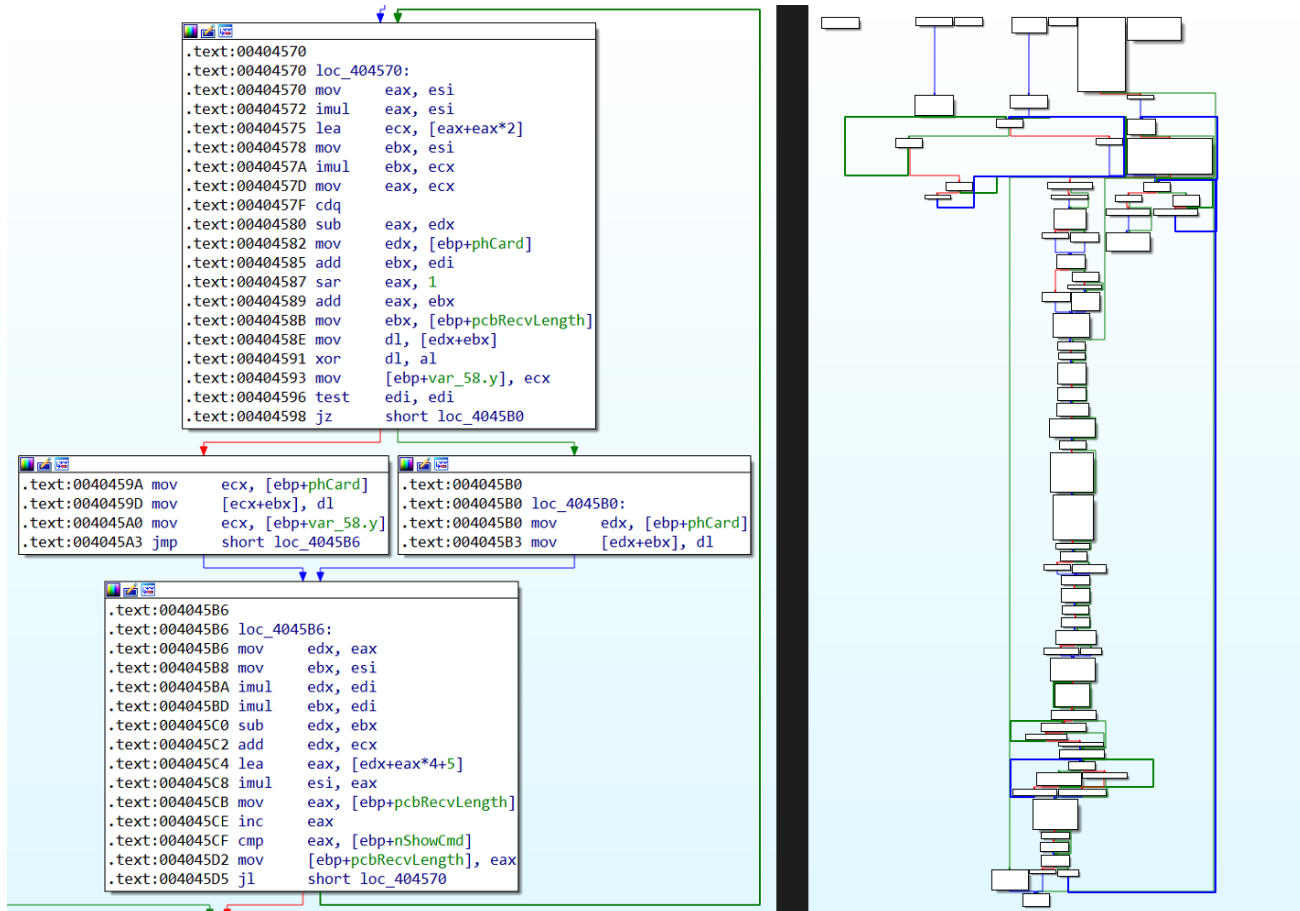 .text:00404570
.text:00404570 loc_404570:
.text:00404570 mov eax, esi
.text:00404572 imul eax, esi
.text:00404575 lea ecx, [eax+eax*2]
.text:00404578 mov ebx, esi
.text:0040457A imul ebx, ecx
.text:0040457D mov eax, ecx
.text:0040457F cdq
.text:00404580 sub eax, edx
.text:00404582 mov edx, [ebp+phCard]
.text:00404585 add ebx, edi
.text:00404587 sar eax, 1
.text:00404589 add eax, ebx
.text:0040458B mov ebx, [ebp+pcbRecvLength]
.text:0040458E mov dl, [edx+ebx]
.text:00404591 xor dl, al
.text:00404593 mov [ebp+var_58.y], ecx
.text:00404596 test edi, edi
.text:00404598 jz short loc_4045B0
.text:0040459A mov ecx, [ebp+phCard]
.text:0040459D mov [ecx+ebx], dl
.text:004045A0 mov ecx, [ebp+var_58.y]
.text:004045A3 jmp short loc_4045B6
.text:004045B0
.text:004045B0 loc_4045B0:
.text:004045B0 mov edx, [ebp+phCard]
.text:004045B3 mov [edx+ebx], dl
.text:004045B6
.text:004045B6 loc_4045B6:
.text:004045B6 mov edx, eax
.text:004045B8 mov ebx, esi
.text:004045BA imul edx, edi
.text:004045BD imul ebx, edi
.text:004045C0 sub edx, ebx
.text:004045C2 add edx, ecx
.text:004045C4 lea eax, [edx+eax*4+5]
.text:004045C8 imul esi, eax
.text:004045CB mov eax, [ebp+pcbRecvLength]
.text:004045CE inc eax
.text:004045CF cmp eax, [ebp+nShowCmd]
.text:004045D2 mov [ebp+pcbRecvLength], eax
.text:004045D5 jl short loc_404570